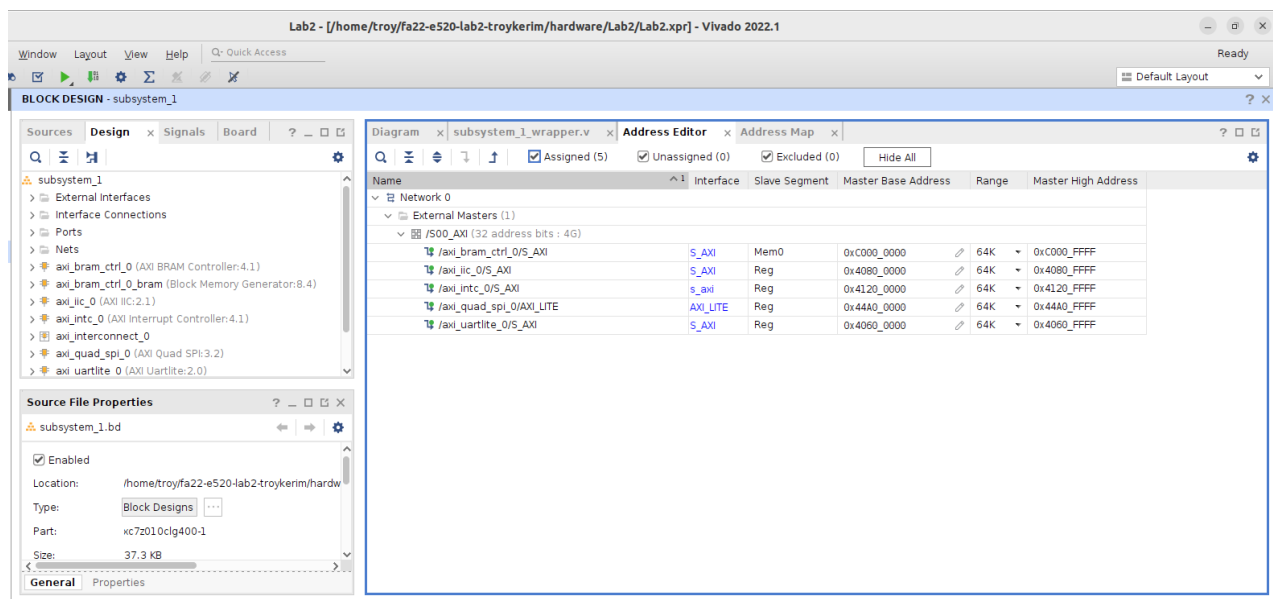 Lab2 - [/home/troy/fa22-e520-lab2-troykerim/hardware/Lab2/Lab2.xpr] - Vivado 2022.1
Window Layout View Help Q- Quick Access Ready
Default Layout
BLOCK DESIGN - subsystem_1
Sources Design Signals Board
subsystem_1
External Interfaces
Interface Connections
Ports
Nets
axi_bram_ctrl_0 (AXI BRAM Controller:4.1)
axi_bram_ctrl_0_bram (Block Memory Generator:8.4)
axi_iic_0 (AXI IIC:2.1)
axi_intc_0 (AXI Interrupt Controller:4.1)
axi_interconnect_0
axi_quad_spi_0 (AXI Quad SPI:3.2)
axi_uartlite_0 (AXI Uartlite:2.0)
Source File Properties
subsystem_1.bd
Enabled
Location: /home/troy/fa22-e520-lab2-troykerim/hardw
Type: Block Designs ...
Part: xc7z010clg400-1
Size: 37.3 KB
General Properties
Diagram subsystem_1_wrapper.v Address Editor Address Map
Assigned (5) Unassigned (0) Excluded (0) Hide All
Name 1 Interface Slave Segment Master Base Address Range Master High Address
Network 0
External Masters (1)
/S00_AXI (32 address bits : 4G)
/axi_bram_ctrl_0/S_AXI S_AXI Mem0 0xC000_0000 64K 0xC000_FFFF
/axi_iic_0/S_AXI S_AXI Reg 0x4080_0000 64K 0x4080_FFFF
/axi_intc_0/S_AXI s_axi Reg 0x4120_0000 64K 0x4120_FFFF
/axi_quad_spi_0/AXI_LITE AXI_LITE Reg 0x44A0_0000 64K 0x44A0_FFFF
/axi_uartlite_0/S_AXI S_AXI Reg 0x4060_0000 64K 0x4060_FFFF